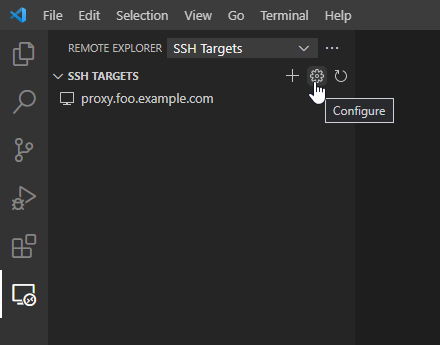 File Edit Selection View Go Terminal Help
REMOTE EXPLORER SSH Targets
SSH TARGETS
proxy.foo.example.com
Configure